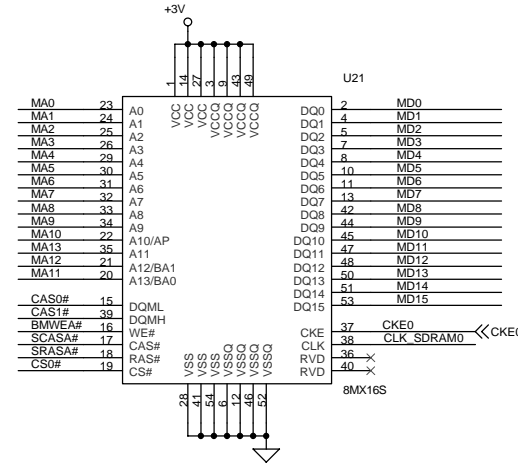 +3V
U21
1 14 27 3 9 43 49
VCC VCC VCC VCCQ VCCQ VCCQ VCCQ
MA0 23 A0 DQ0 2 MD0
MA1 24 A1 DQ1 4 MD1
MA2 25 A2 DQ2 5 MD2
MA3 26 A3 DQ3 7 MD3
MA4 29 A4 DQ4 8 MD4
MA5 30 A5 DQ5 10 MD5
MA6 31 A6 DQ6 11 MD6
MA7 32 A7 DQ7 13 MD7
MA8 33 A8 DQ8 42 MD8
MA9 34 A9 DQ9 44 MD9
MA10 22 A10/AP DQ10 45 MD10
MA13 35 A11 DQ11 47 MD11
MA12 21 A12/BA1 DQ12 48 MD12
MA11 20 A13/BA0 DQ13 50 MD13
DQ14 51 MD14
CAS0# 15 DQML DQ15 53 MD15
CAS1# 39 DQMH
BMWEA# 16 WE# CKE 37 CKE0 CKE0
SCASA# 17 CAS# CLK 38 CLK_SDRAM0
SRASA# 18 RAS# RVD 36
CS0# 19 CS# RVD 40
VSS VSS VSS VSSQ VSSQ VSSQ VSSQ
28 41 54 6 12 46 52
8MX16S